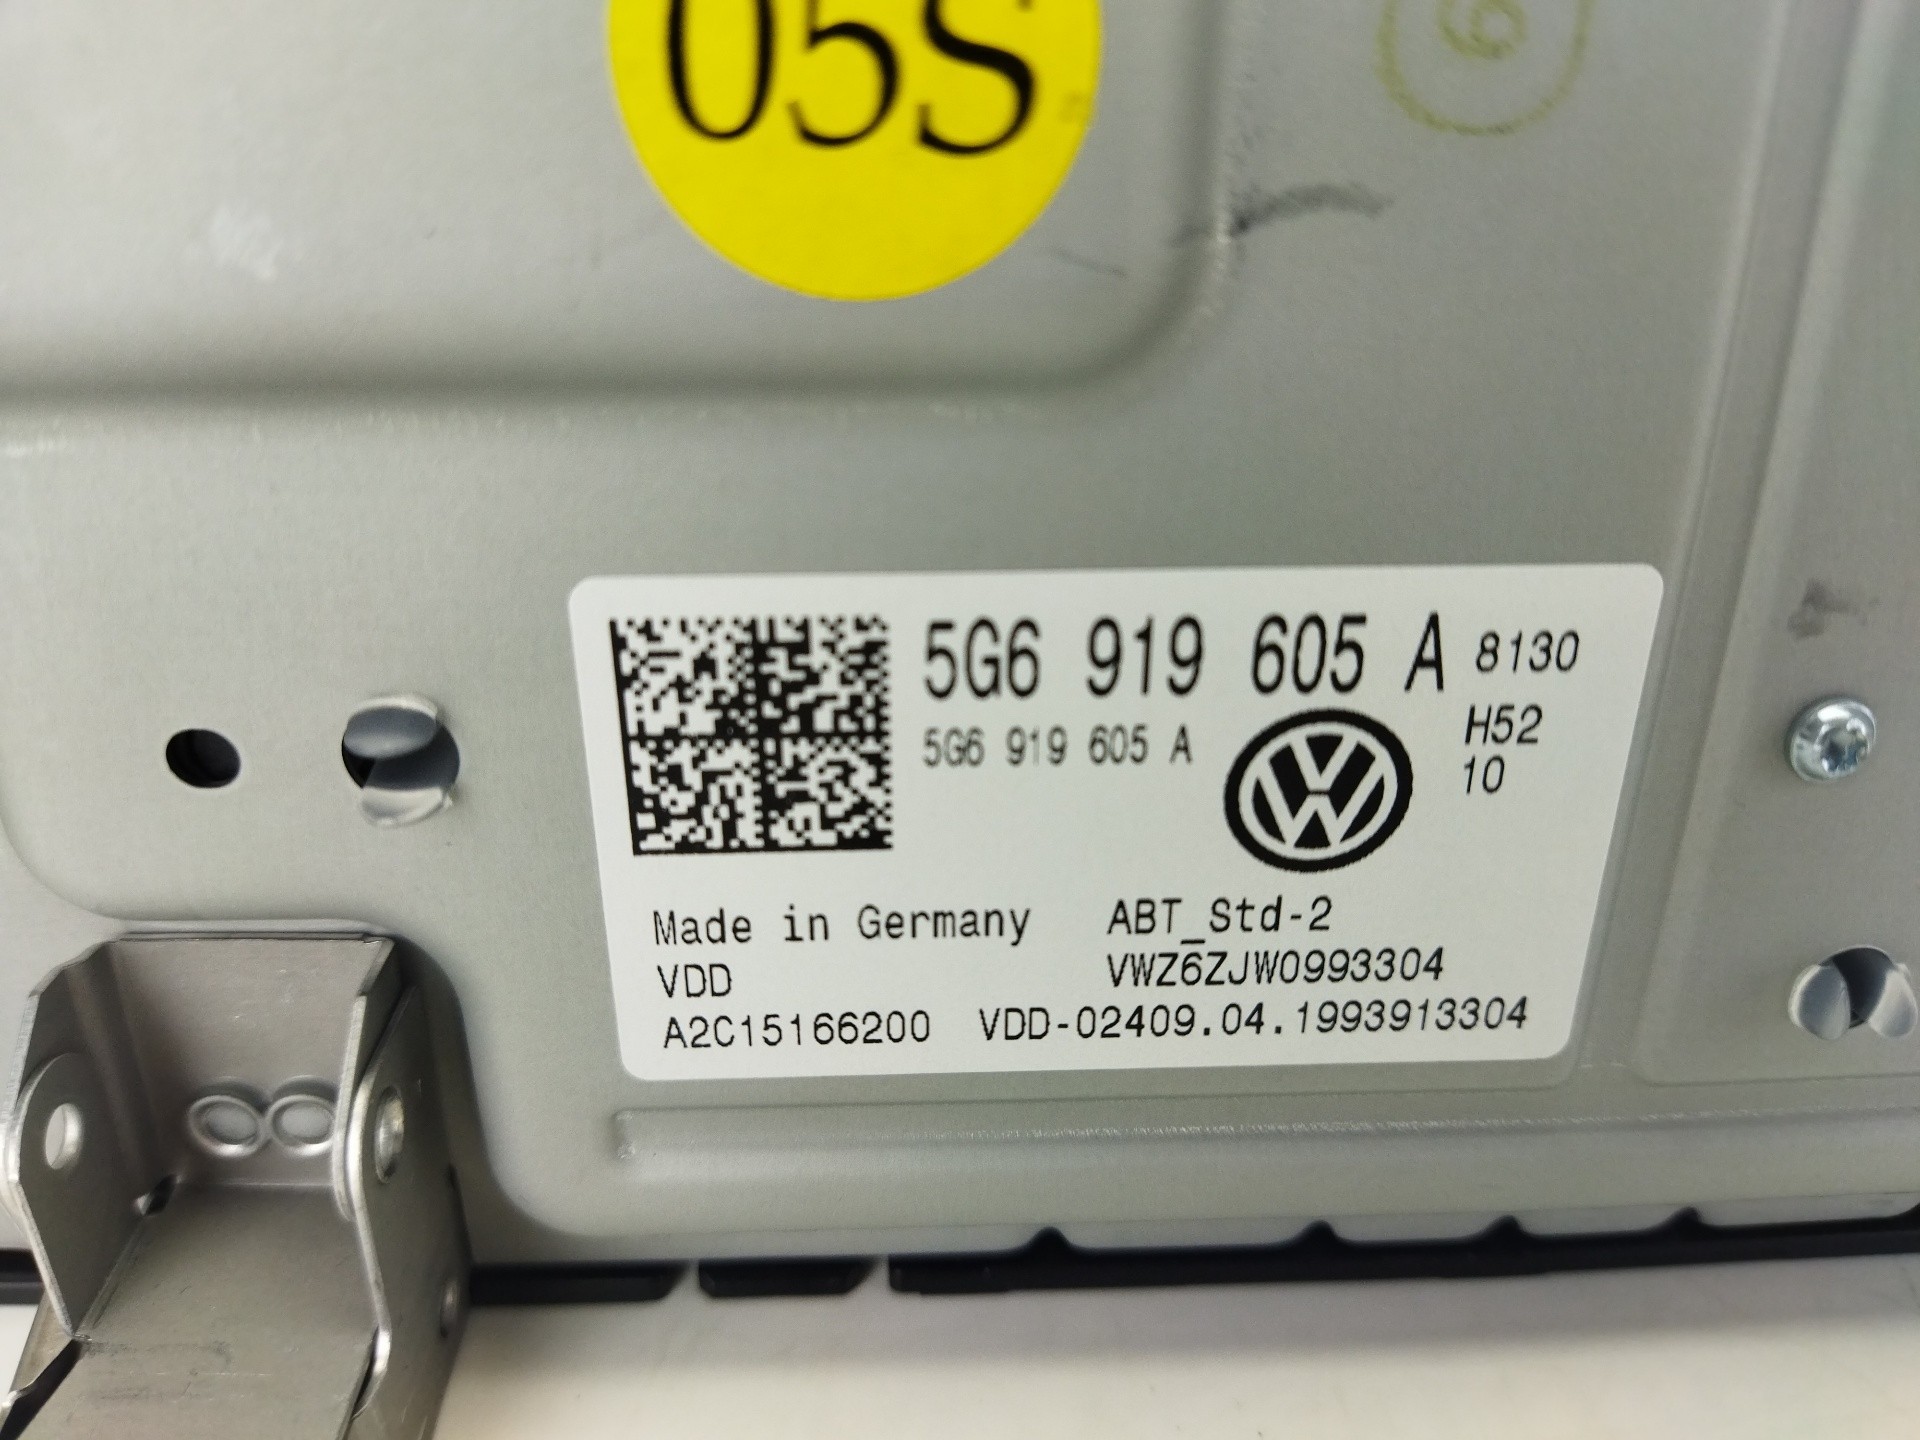 05S
6
5G6 919 605 A 8130
5G6 919 605 A
H52
10
Made in Germany ABT_Std-2
VDD VWZ6ZJW0993304
A2C15166200 VDD-02409.04.1993913304